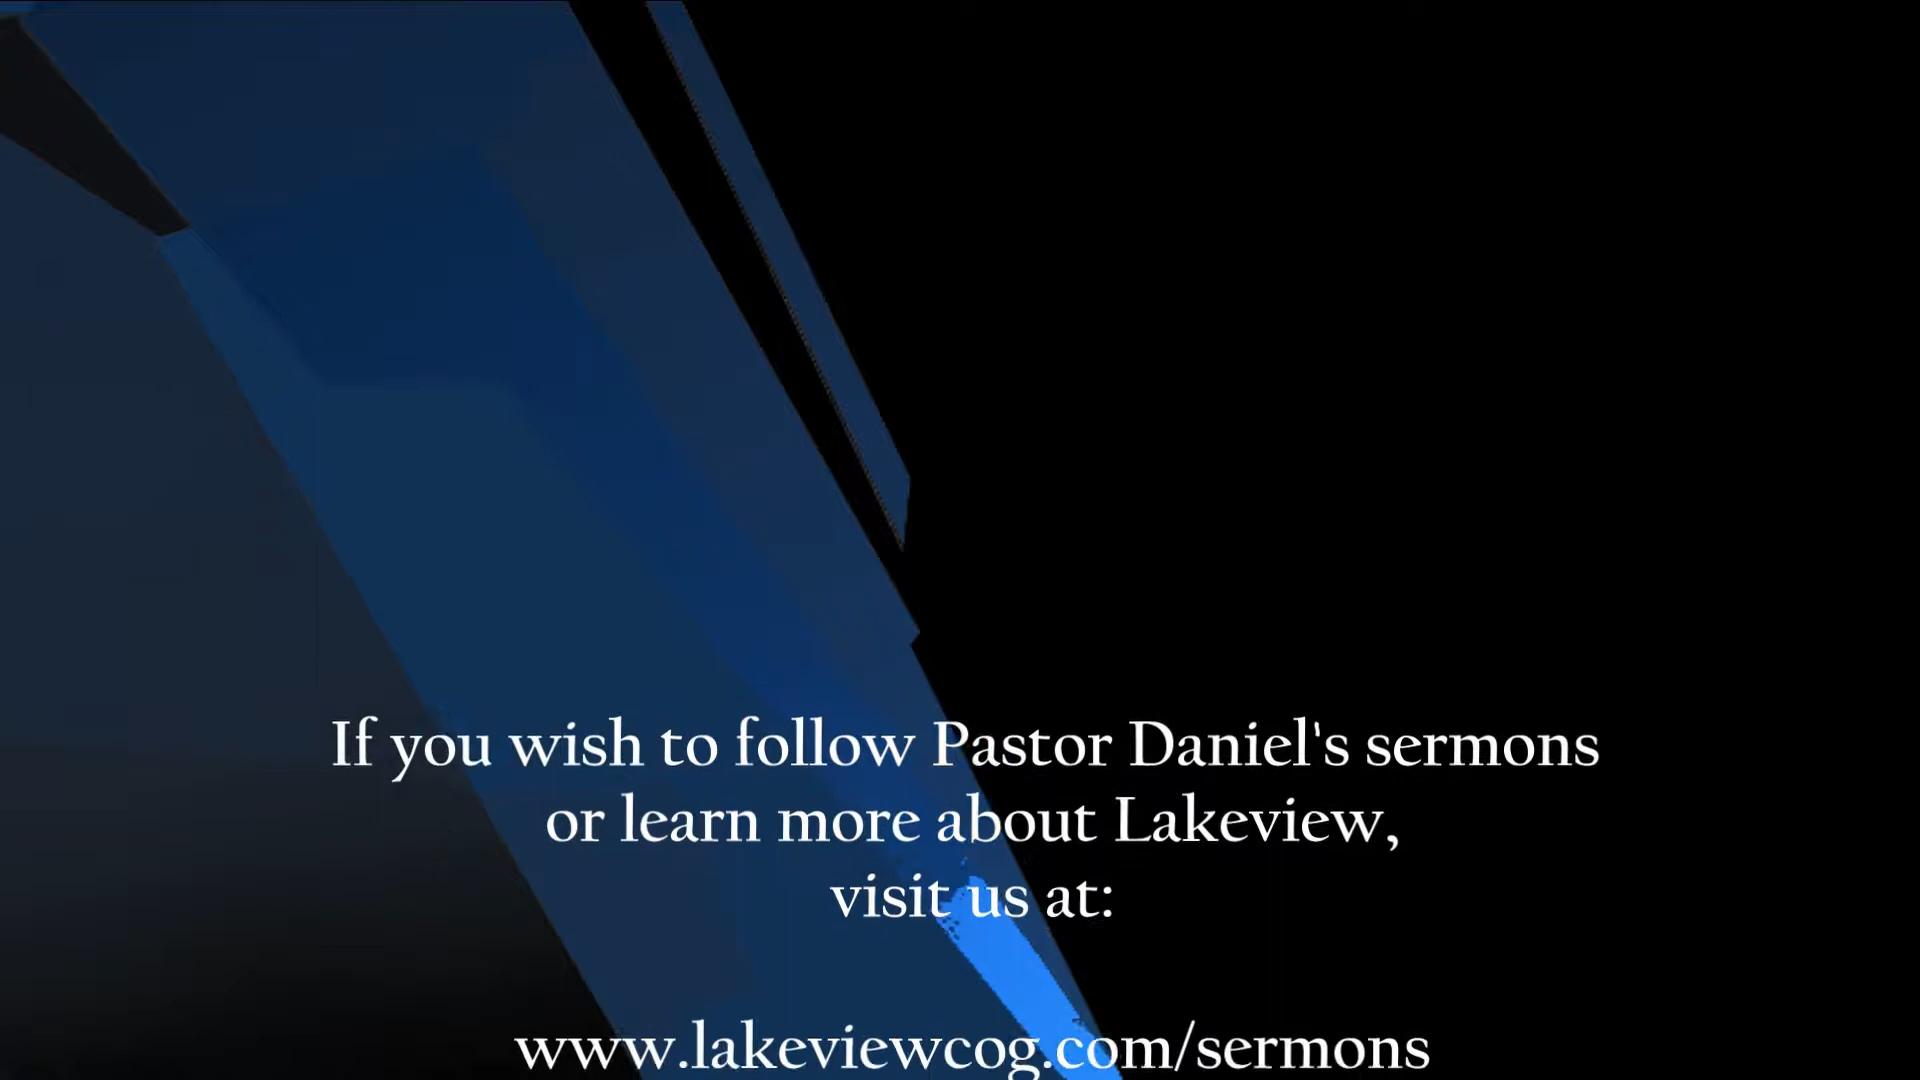 If you wish to follow Pastor Daniel's sermons
or learn more about Lakeview,
visit us at:
www.lakeviewcog.com/sermons